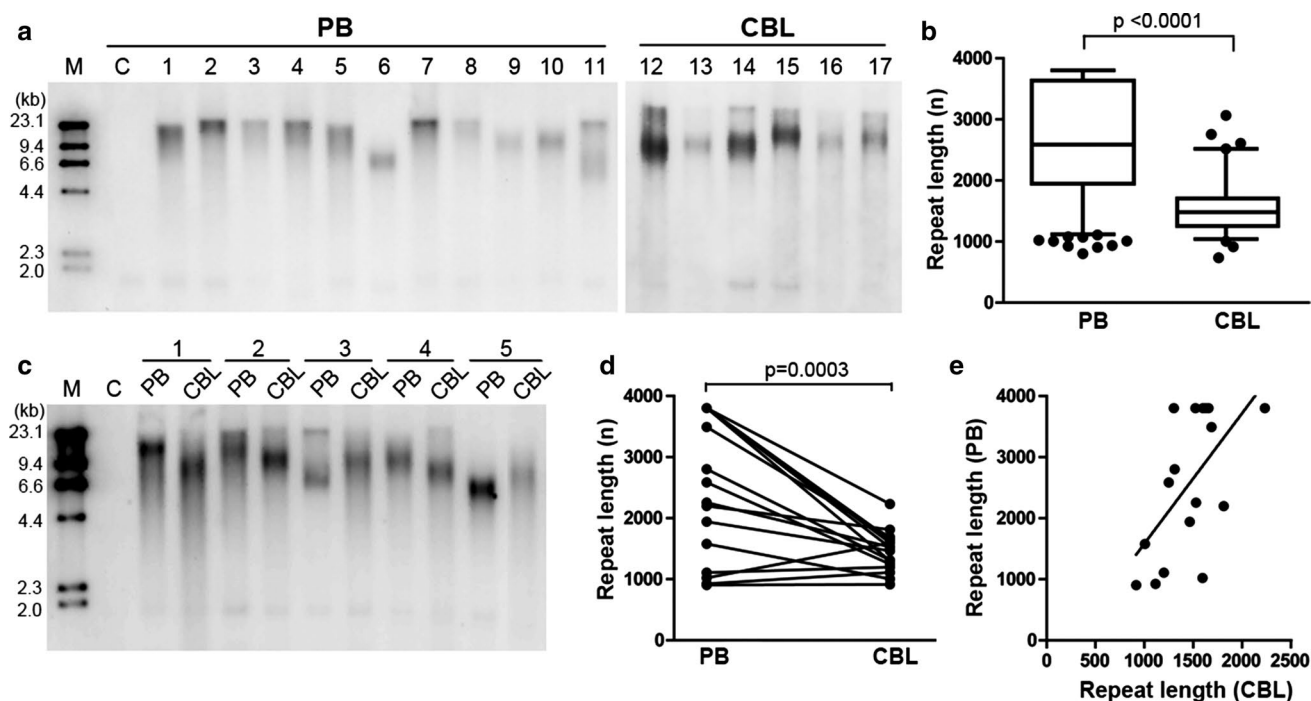 a
PB
CBL
M C 1 2 3 4 5 6 7 8 9 10 11 12 13 14 15 16 17
(kb)
23.1
9.4
6.6
4.4
2.3
2.0
b
p <0.0001
Repeat length (n)
4000
3000
2000
1000
0
PB CBL
c
1 2 3 4 5
M C PB CBL PB CBL PB CBL PB CBL PB CBL
(kb)
23.1
9.4
6.6
4.4
2.3
2.0
d
p=0.0003
Repeat length (n)
4000
3000
2000
1000
0
PB CBL
e
Repeat length (PB)
4000
3000
2000
1000
0
0 500 1000 1500 2000 2500
Repeat length (CBL)